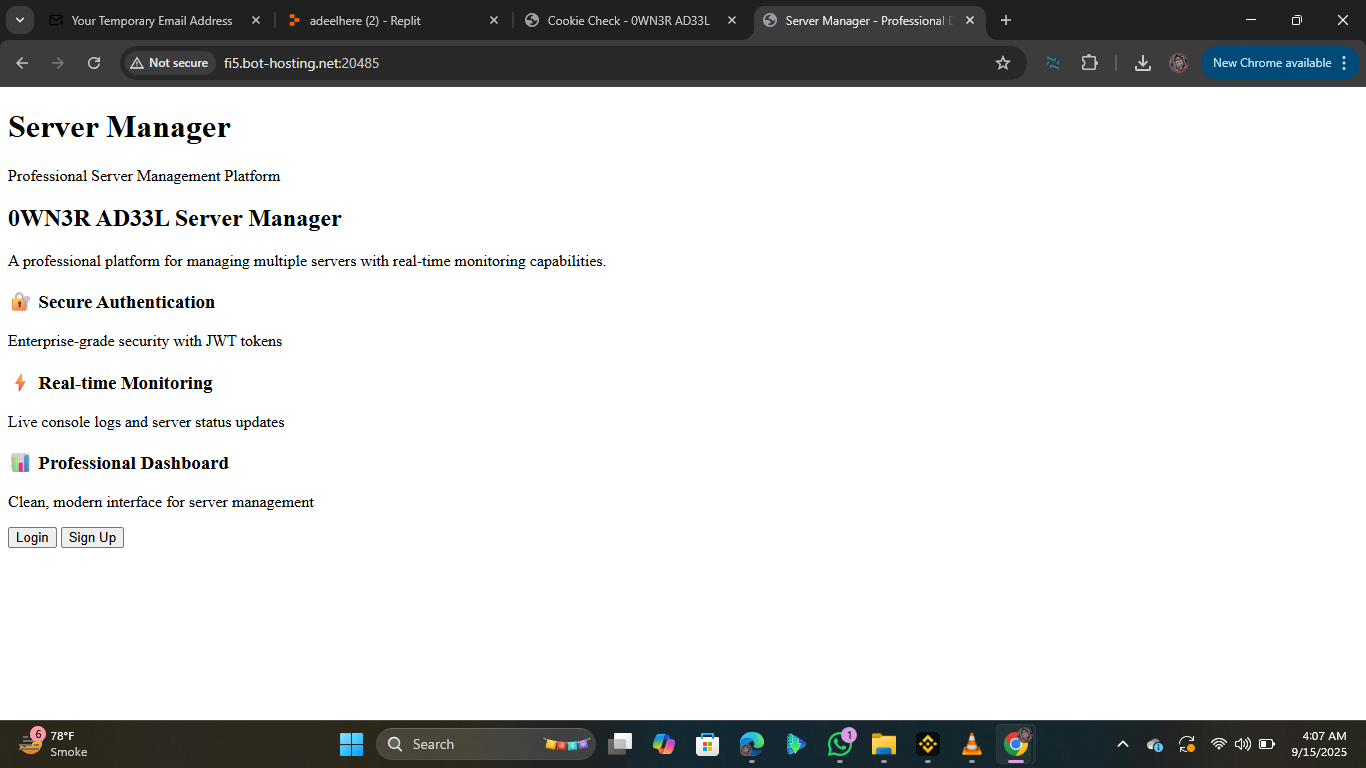 Your Temporary Email Address
adeelhere (2) - Replit
Cookie Check - 0WN3R AD33L
Server Manager - Professional
Not secure
fi5.bot-hosting.net:20485
New Chrome available
Server Manager
Professional Server Management Platform
0WN3R AD33L Server Manager
A professional platform for managing multiple servers with real-time monitoring capabilities.
Secure Authentication
Enterprise-grade security with JWT tokens
Real-time Monitoring
Live console logs and server status updates
Professional Dashboard
Clean, modern interface for server management
Login Sign Up
6
78°F
Smoke
Search
1
4:07 AM
9/15/2025